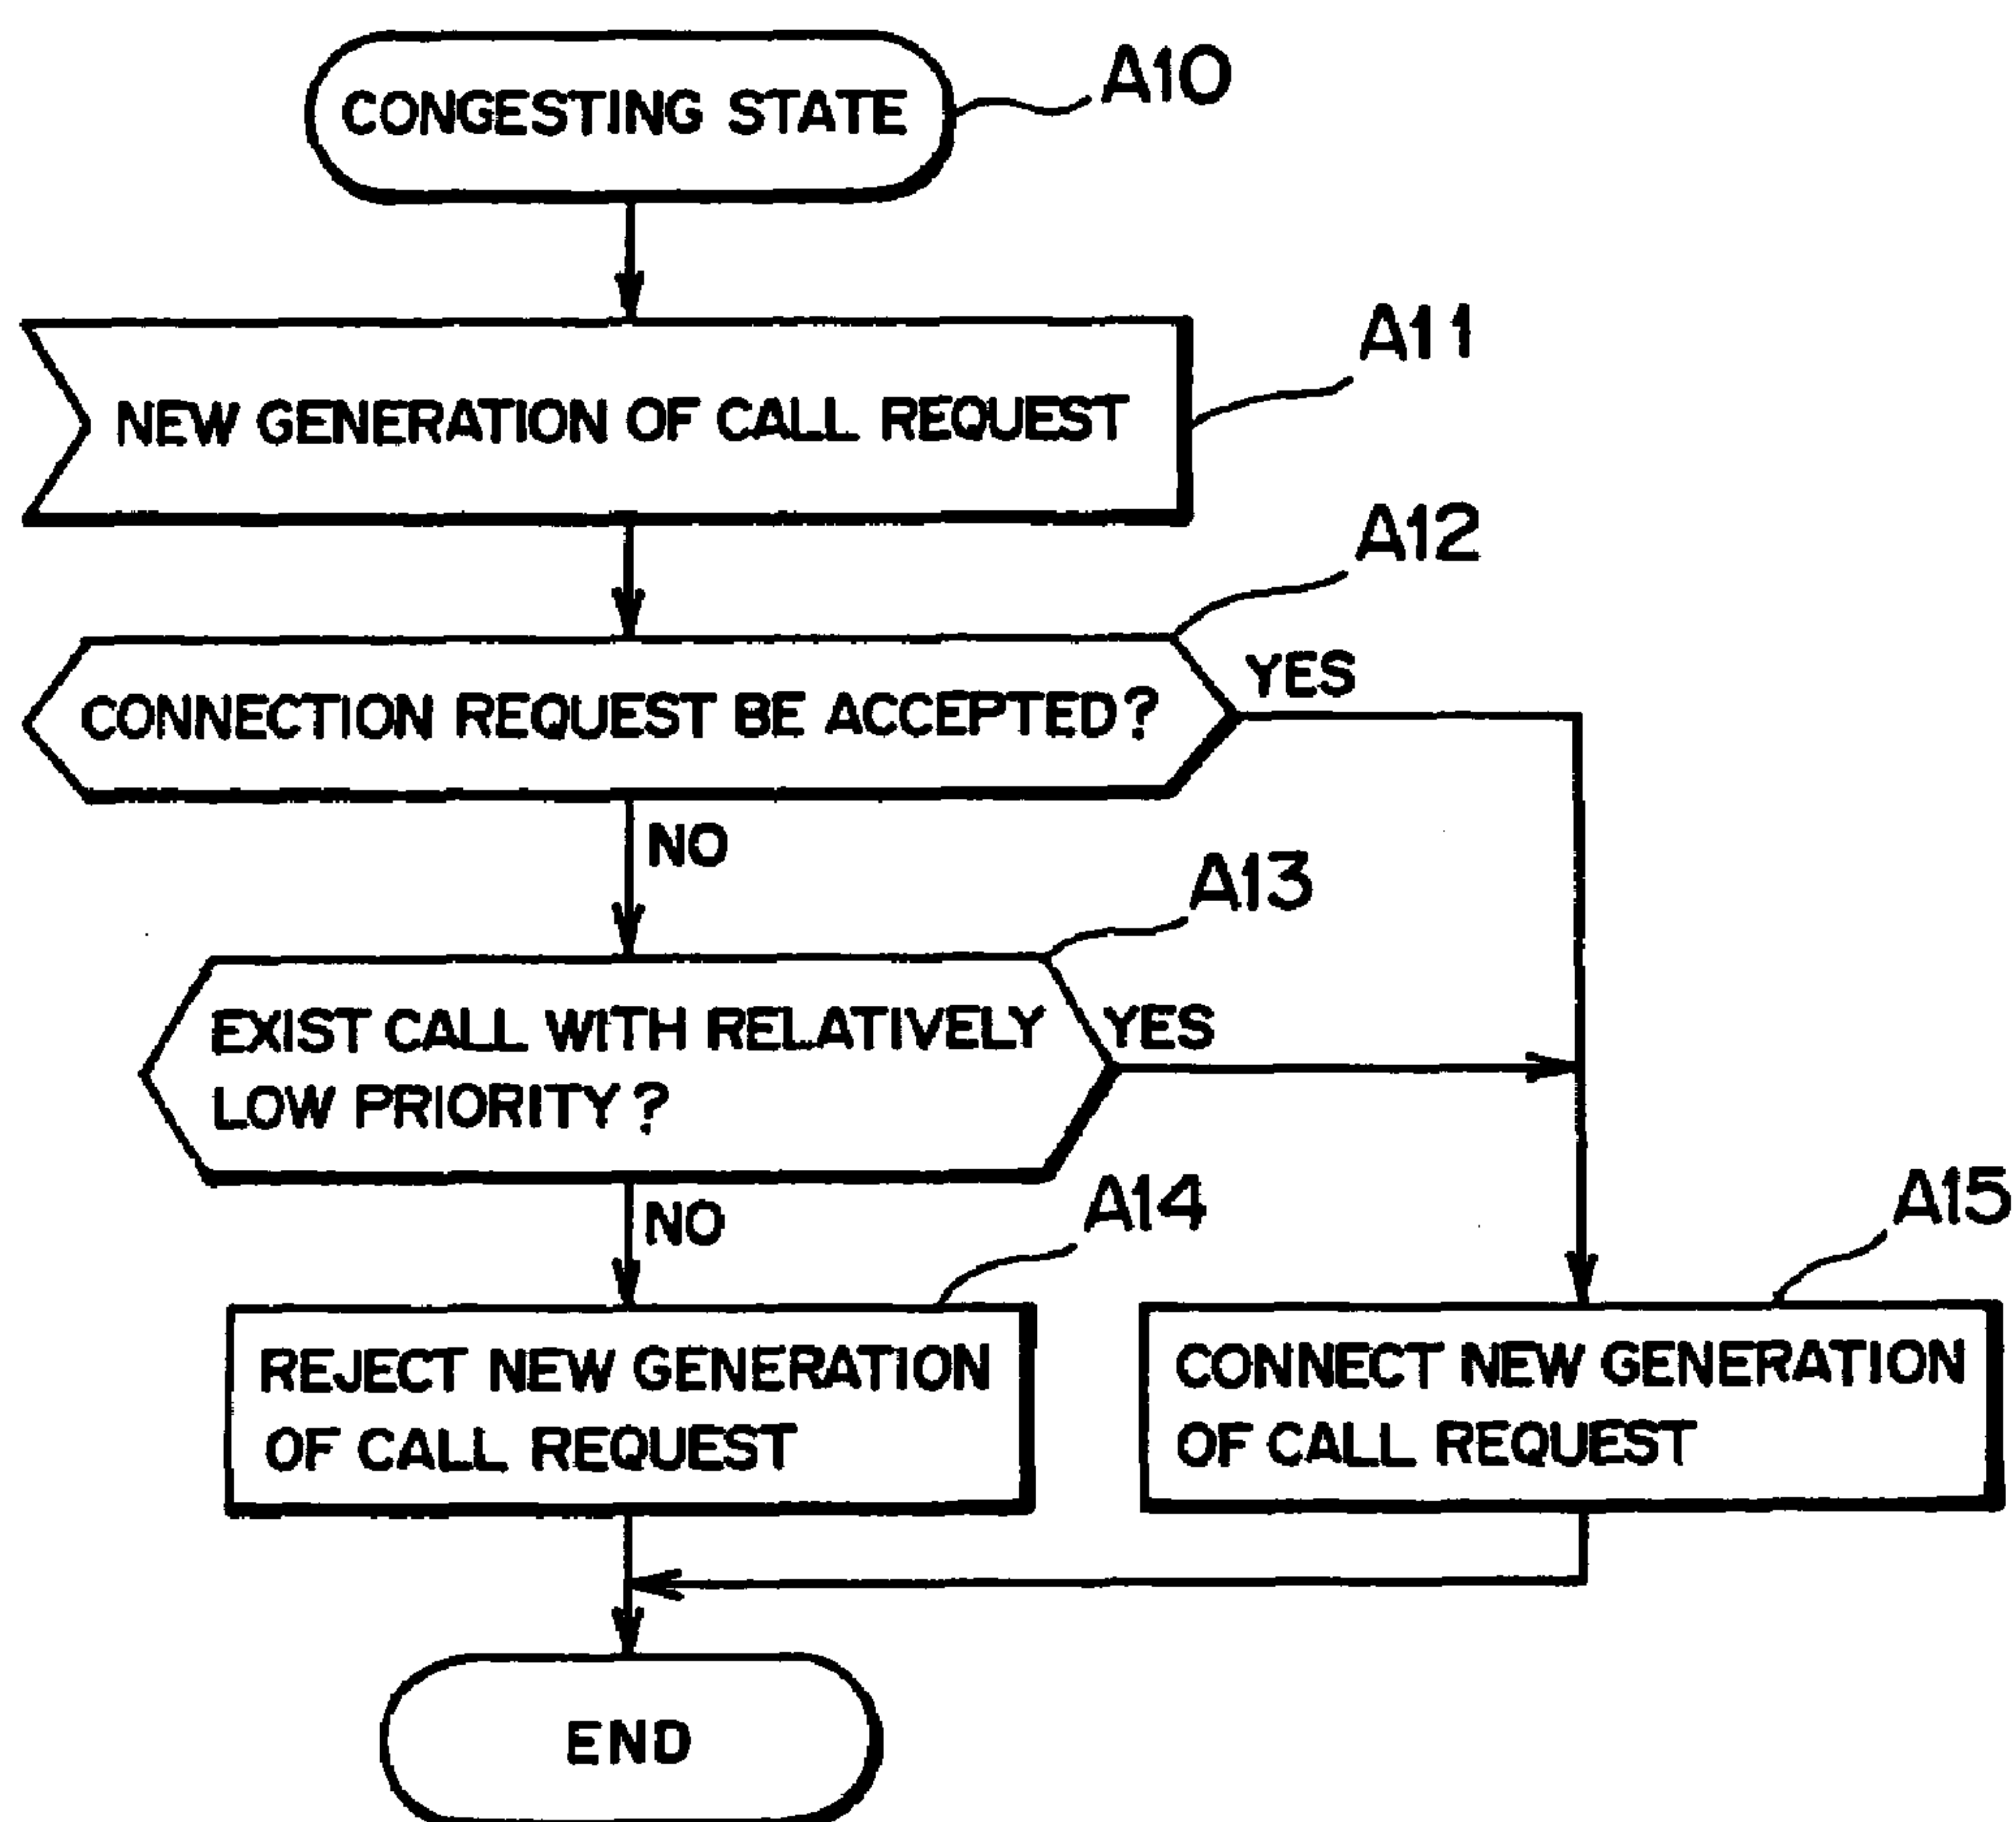 CONGESTING STATE
A10
NEW GENERATION OF CALL REQUEST
A11
A12
CONNECTION REQUEST BE ACCEPTED?
YES
NO
A13
EXIST CALL WITH RELATIVELY
LOW PRIORITY?
YES
NO
A14
A15
REJECT NEW GENERATION
OF CALL REQUEST
CONNECT NEW GENERATION
OF CALL REQUEST
END